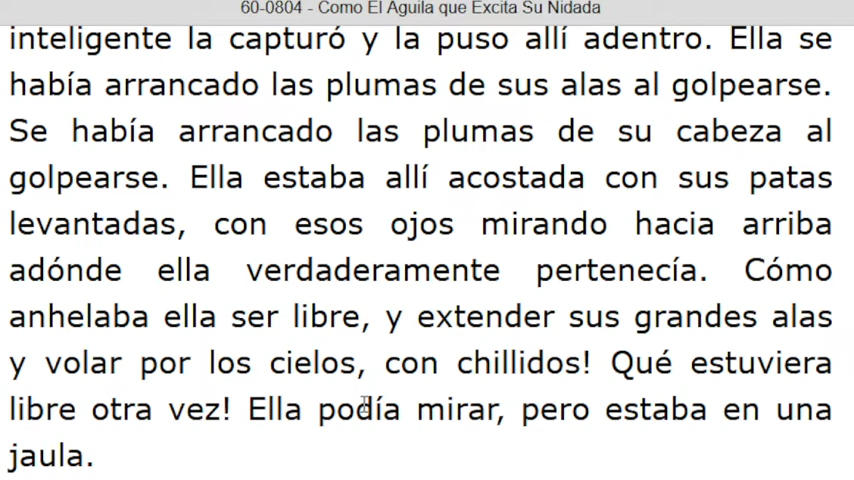 60-0804 - Como El Aguila que Excita Su Nidada
inteligente la capturó y la puso allí adentro. Ella se
había arrancado las plumas de sus alas al golpearse.
Se había arrancado las plumas de su cabeza al
golpearse. Ella estaba allí acostada con sus patas
levantadas, con esos ojos mirando hacia arriba
adónde ella verdaderamente pertenecía. Cómo
anhelaba ella ser libre, y extender sus grandes alas
y volar por los cielos, con chillidos! Qué estuviera
libre otra vez! Ella podía mirar, pero estaba en una
jaula.